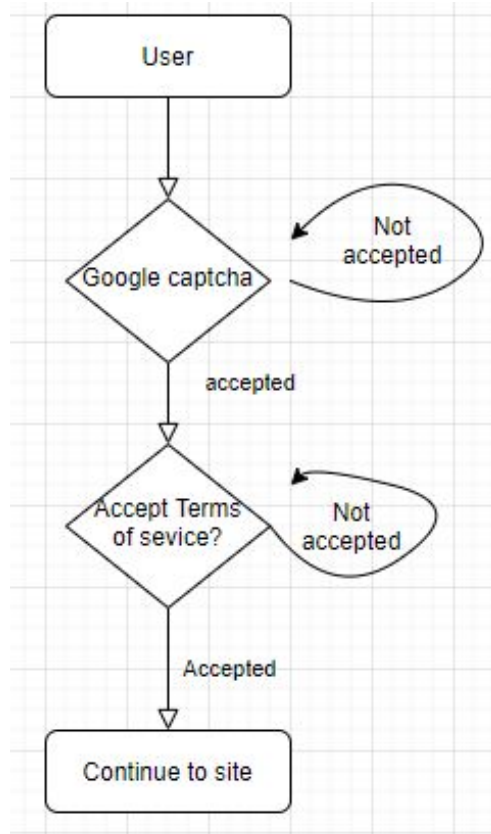 User
Google captcha
Not
accepted
accepted
Accept Terms
of sevice?
Not
accepted
Accepted
Continue to site